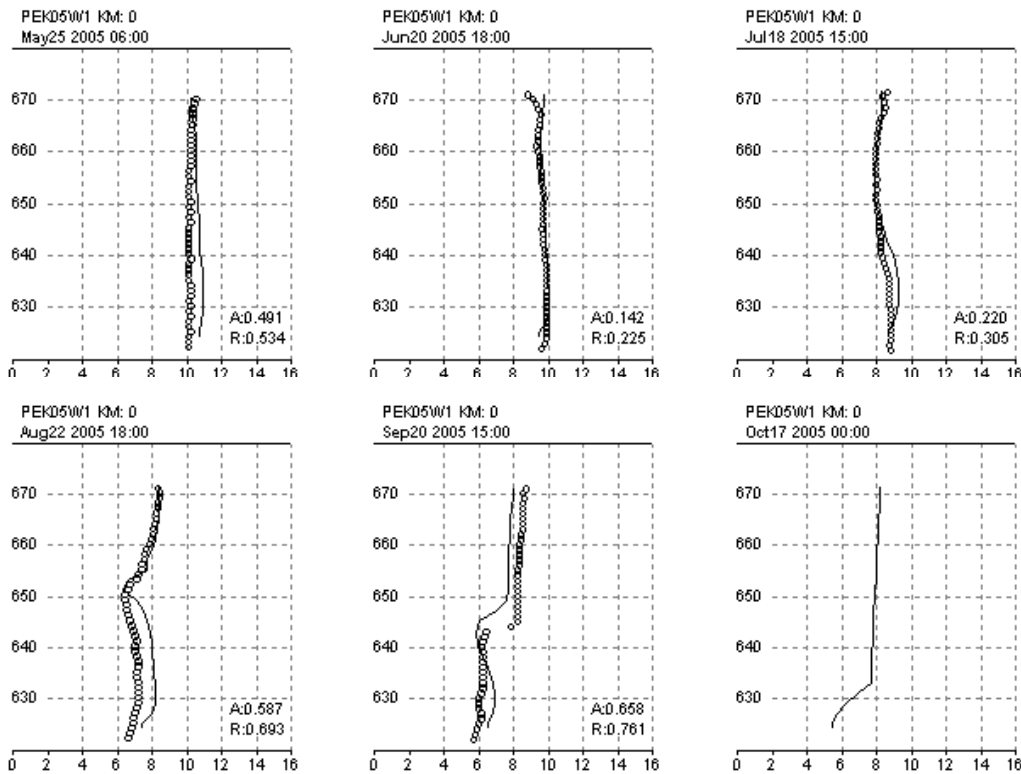 PEK05W1 KM: 0
May25 2005 06:00
670
660
650
640
630
A:0.491
R:0.534
0 2 4 6 8 10 12 14 16
PEK05W1 KM: 0
Jun20 2005 18:00
670
660
650
640
630
A:0.142
R:0.225
0 2 4 6 8 10 12 14 16
PEK05W1 KM: 0
Jul18 2005 15:00
670
660
650
640
630
A:0.220
R:0.305
0 2 4 6 8 10 12 14 16
PEK05W1 KM: 0
Aug22 2005 18:00
670
660
650
640
630
A:0.587
R:0.693
0 2 4 6 8 10 12 14 16
PEK05W1 KM: 0
Sep20 2005 15:00
670
660
650
640
630
A:0.658
R:0.761
0 2 4 6 8 10 12 14 16
PEK05W1 KM: 0
Oct17 2005 00:00
670
660
650
640
630
0 2 4 6 8 10 12 14 16